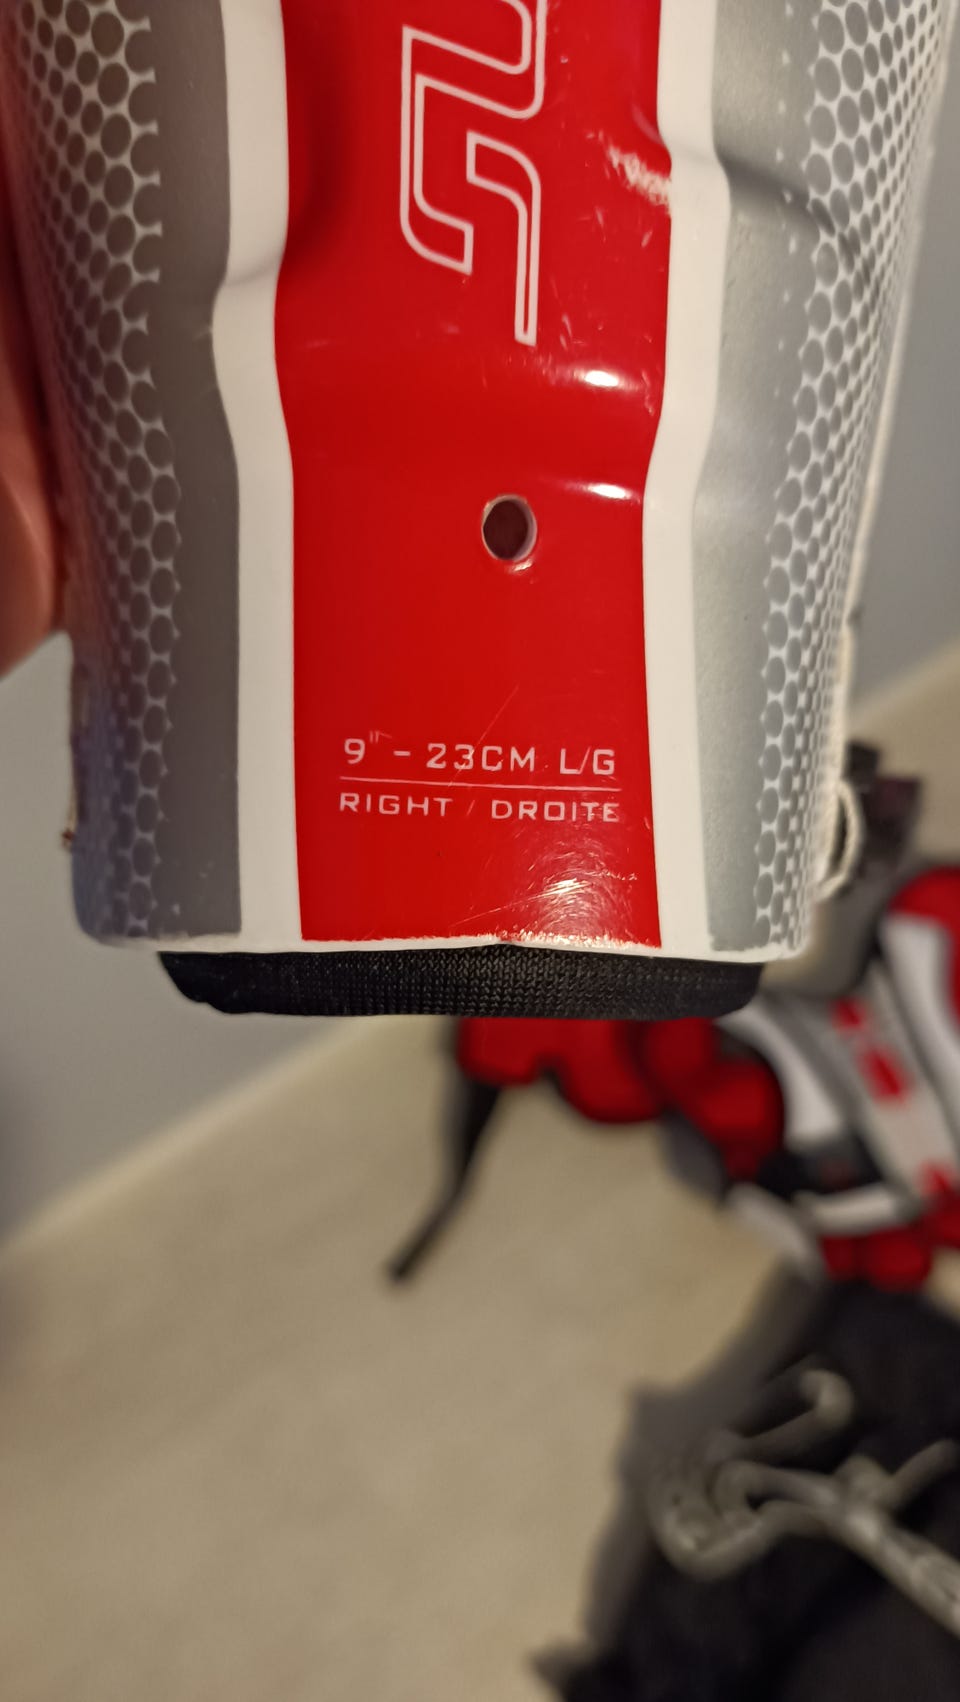 9" - 23CM L/G
RIGHT / DROITE